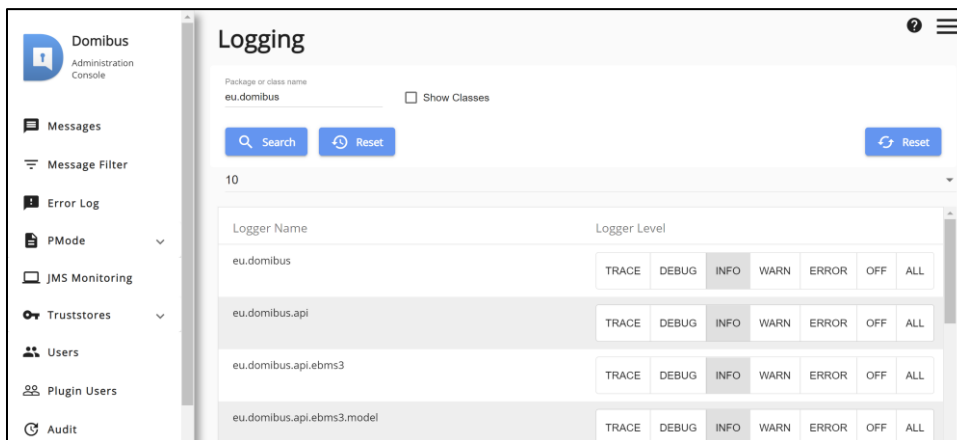 Domibus
Administration
Console
Messages
Message Filter
Error Log
PMode
JMS Monitoring
Truststores
Users
Plugin Users
Audit
Logging
Package or class name
eu.domibus
Show Classes
Search Reset Reset
10
Logger Name Logger Level
eu.domibus TRACE DEBUG INFO WARN ERROR OFF ALL
eu.domibus.api TRACE DEBUG INFO WARN ERROR OFF ALL
eu.domibus.api.ebms3 TRACE DEBUG INFO WARN ERROR OFF ALL
eu.domibus.api.ebms3.model TRACE DEBUG INFO WARN ERROR OFF ALL